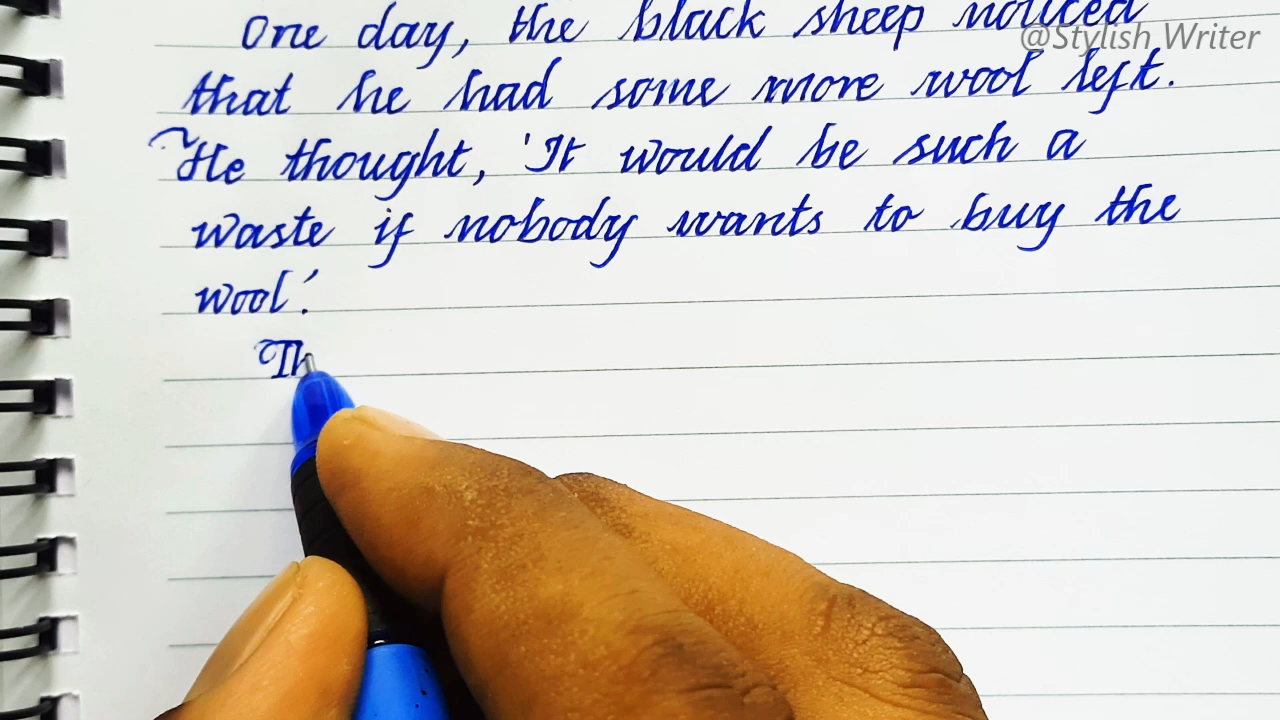 One day, the black sheep noticed
@Stylish Writer
that he had some more wool left.
He thought, 'It would be such a
waste if nobody wants to buy the
wool.'
Th